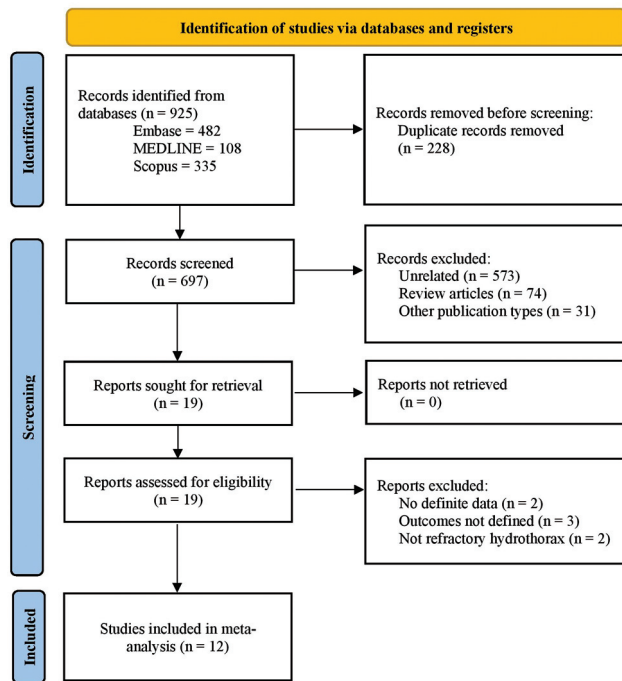 Identification of studies via databases and registers
Identification
Records identified from
databases (n = 925)
Embase = 482
MEDLINE = 108
Scopus = 335
Records removed before screening:
Duplicate records removed
(n = 228)
Screening
Records screened
(n = 697)
Records excluded:
Unrelated (n = 573)
Review articles (n = 74)
Other publication types (n = 31)
Reports sought for retrieval
(n = 19)
Reports not retrieved
(n = 0)
Reports assessed for eligibility
(n = 19)
Reports excluded:
No definite data (n = 2)
Outcomes not defined (n = 3)
Not refractory hydrothorax (n = 2)
Included
Studies included in meta-
analysis (n = 12)